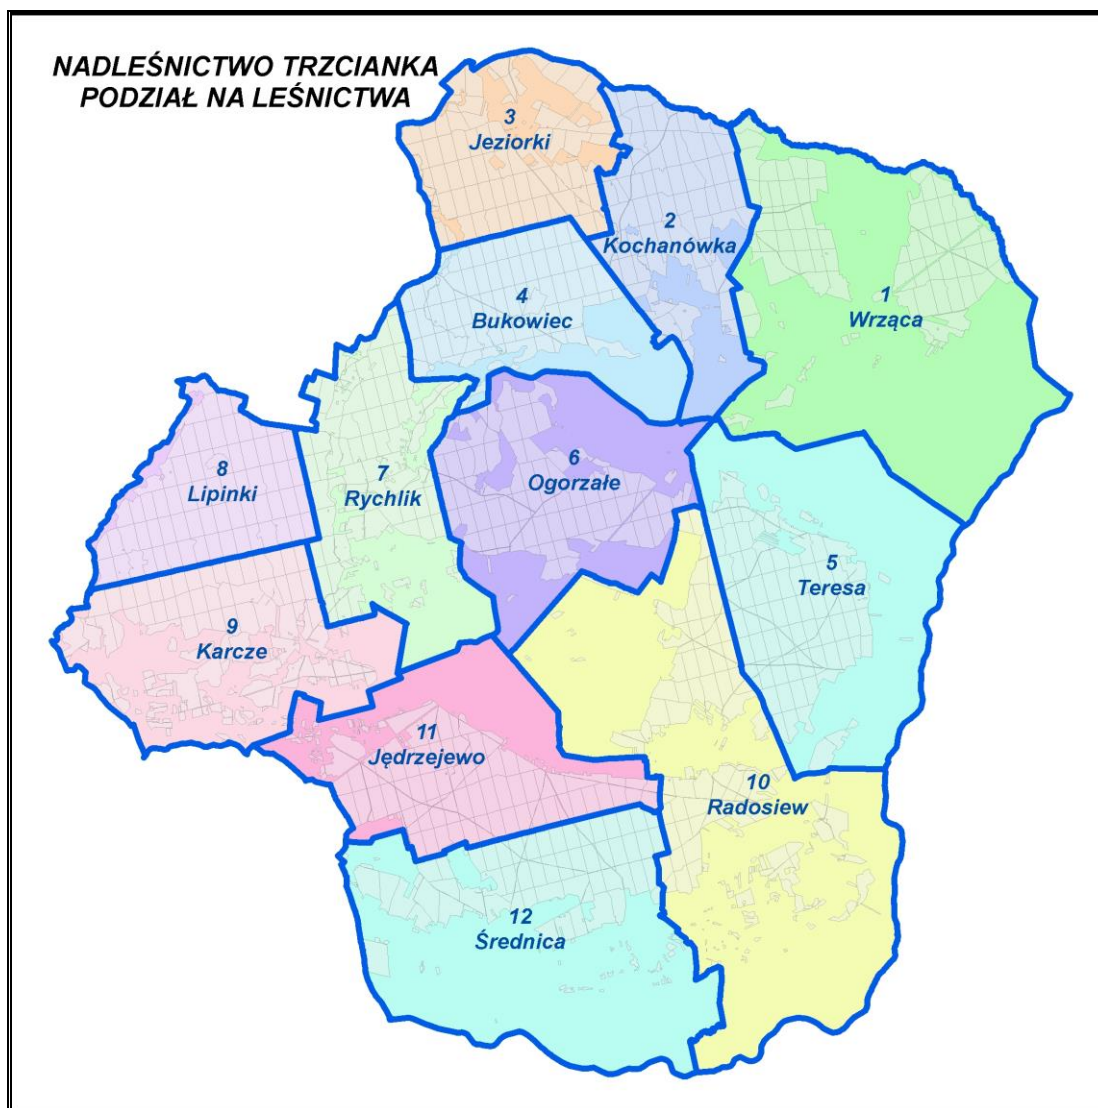 NADLEŚNICTWO TRZCIANKA
PODZIAŁ NA LEŚNICTWA
3
Jeziorki
2
Kochanówka
1
Wrząca
4
Bukowiec
6
Ogorzałe
8
Lipinki
7
Rychlik
5
Teresa
9
Karcze
11
Jędrzejewo
10
Radosiew
12
Średnica